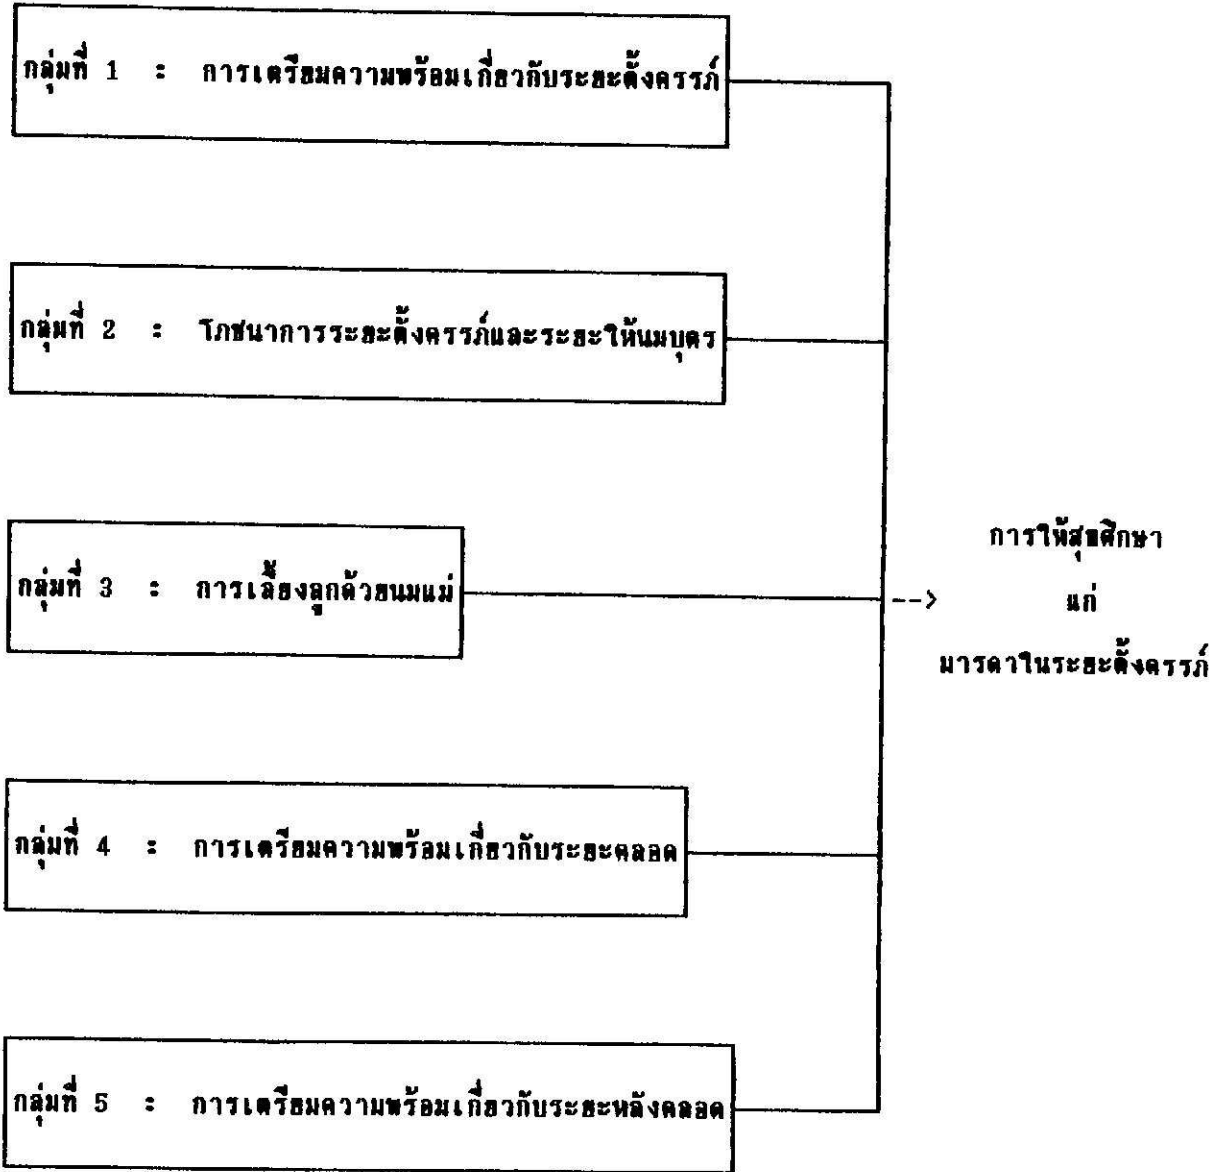 กลุ่มที่ 1 : การเตรียมความพร้อมเกี่ยวกับระยะตั้งครรภ์
กลุ่มที่ 2 : โภชนาการระยะตั้งครรภ์และระยะให้นมบุตร
กลุ่มที่ 3 : การเลี้ยงลูกด้วยนมแม่
กลุ่มที่ 4 : การเตรียมความพร้อมเกี่ยวกับระยะคลอด
กลุ่มที่ 5 : การเตรียมความพร้อมเกี่ยวกับระยะหลังคลอด
-->
การให้สุขศึกษา
แก่
มารดาในระยะตั้งครรภ์